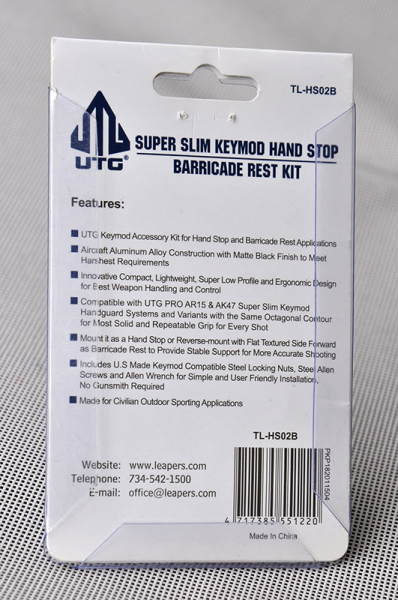 TL-HS02B
UTG®
SUPER SLIM KEYMOD HAND STOP
BARRICADE REST KIT
Features:
UTG Keymod Accessory Kit for Hand Stop and Barricade Rest Applications
Aircraft Aluminum Alloy Construction with Matte Black Finish to Meet
Harshest Requirements
Innovative Compact, Lightweight, Super Low Profile and Ergonomic Design
for Best Weapon Handling and Control
Compatible with UTG PRO AR15 & AK47 Super Slim Keymod
Handguard Systems and Variants with the Same Octagonal Contour
for Most Solid and Repeatable Grip for Every Shot
Mount it as a Hand Stop or Reverse-mount with Flat Textured Side Forward
as Barricade Rest to Provide Stable Support for More Accurate Shooting
Includes U.S Made Keymod Compatible Steel Locking Nuts, Steel Allen
Screws and Allen Wrench for Simple and User Friendly Installation,
No Gunsmith Required
Made for Civilian Outdoor Sporting Applications
TL-HS02B
Website: www.leapers.com
Telephone: 734-542-1500
E-mail: office@leapers.com
PKP182011504
4 717385 551220
Made In China